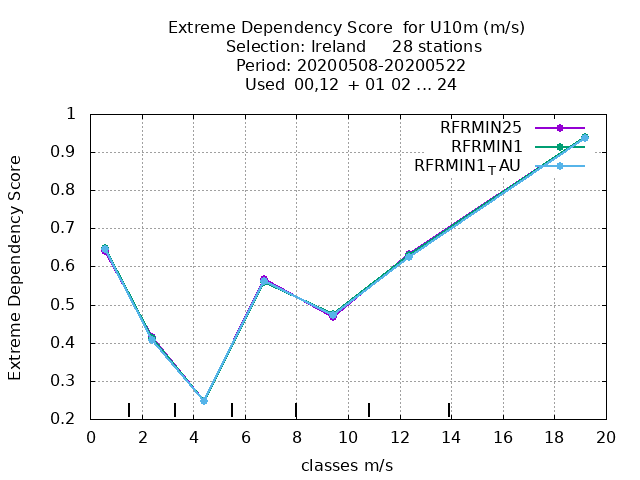 Extreme Dependency Score  for U10m (m/s)
Selection: Ireland     28 stations
Period: 20200508-20200522
Used  00,12  + 01 02 ... 24
Extreme Dependency Score
1
0.9
0.8
0.7
0.6
0.5
0.4
0.3
0.2
RFRMIN25
RFRMIN1
RFRMIN1TAU
0 2 4 6 8 10 12 14 16 18 20
classes m/s